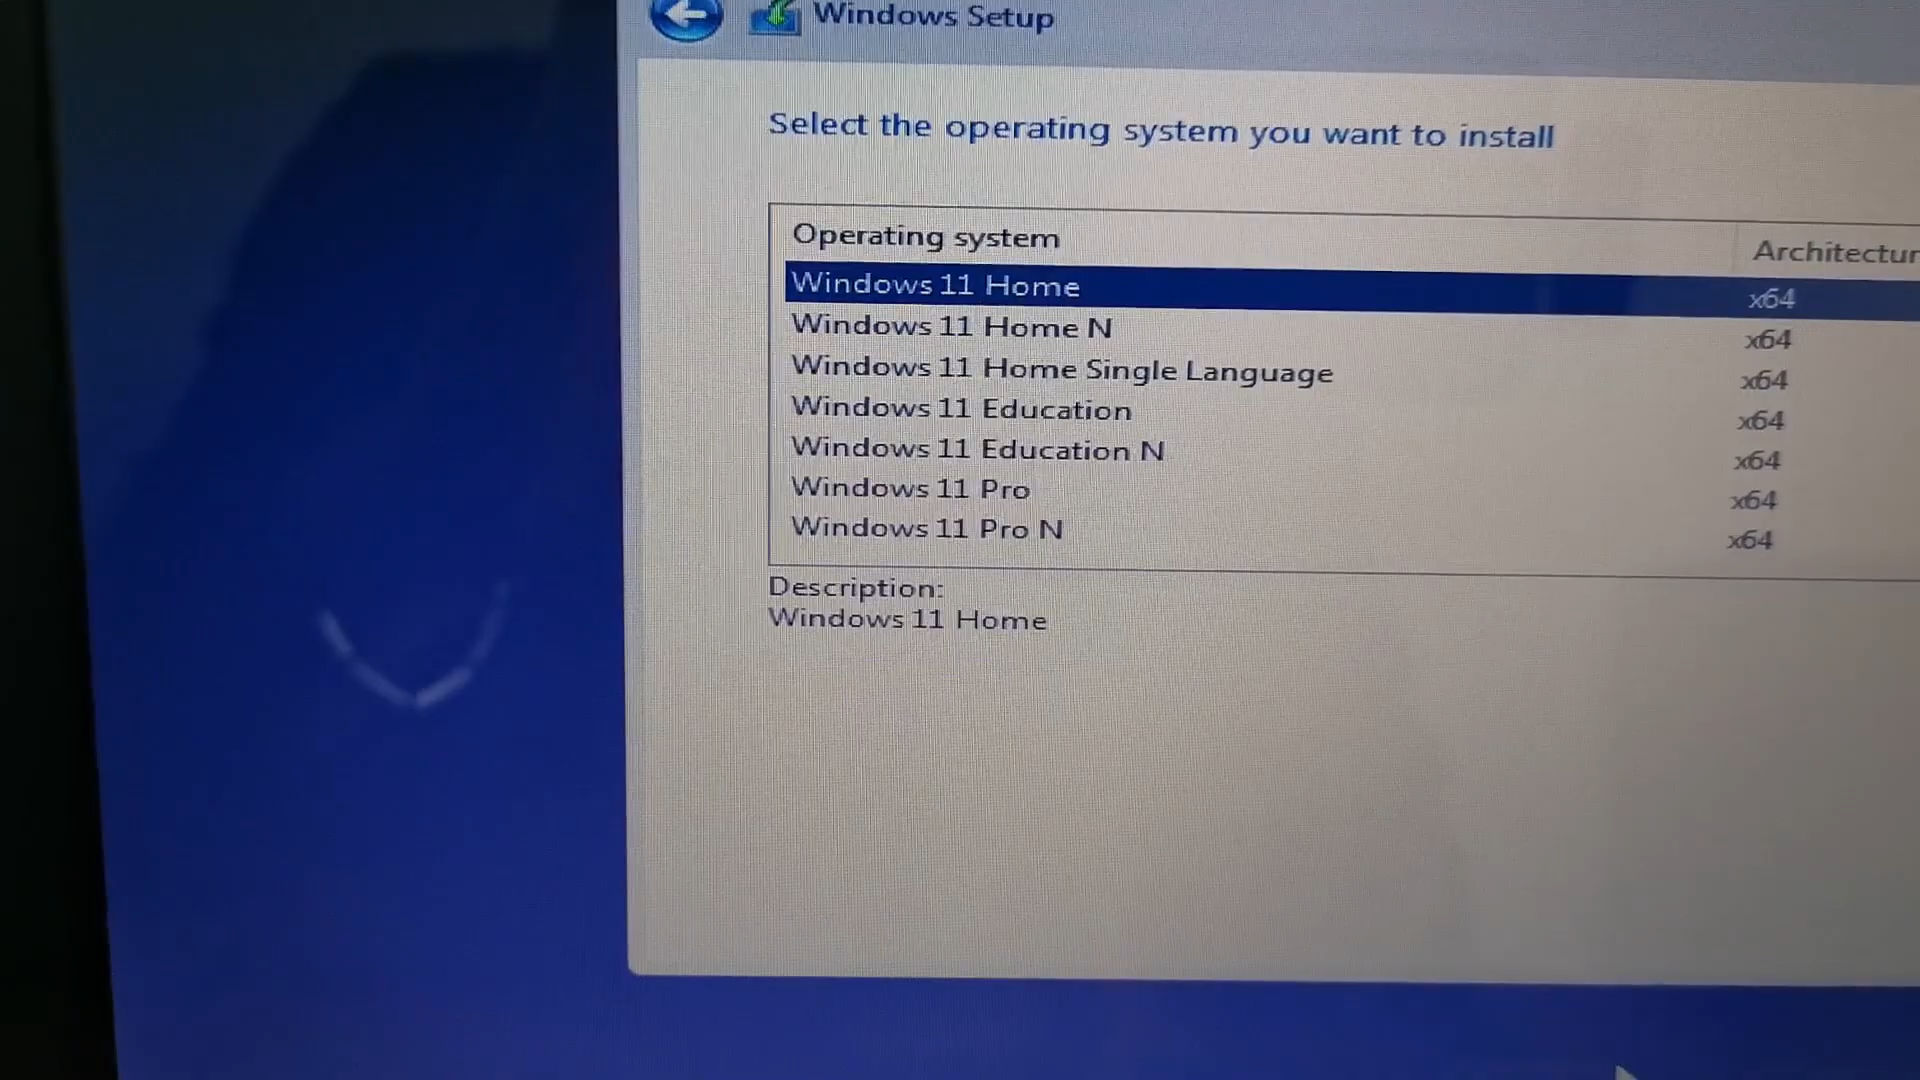 Windows Setup
Select the operating system you want to install
Operating system Architectur
Windows 11 Home x64
Windows 11 Home N x64
Windows 11 Home Single Language x64
Windows 11 Education x64
Windows 11 Education N x64
Windows 11 Pro x64
Windows 11 Pro N x64
Description:
Windows 11 Home